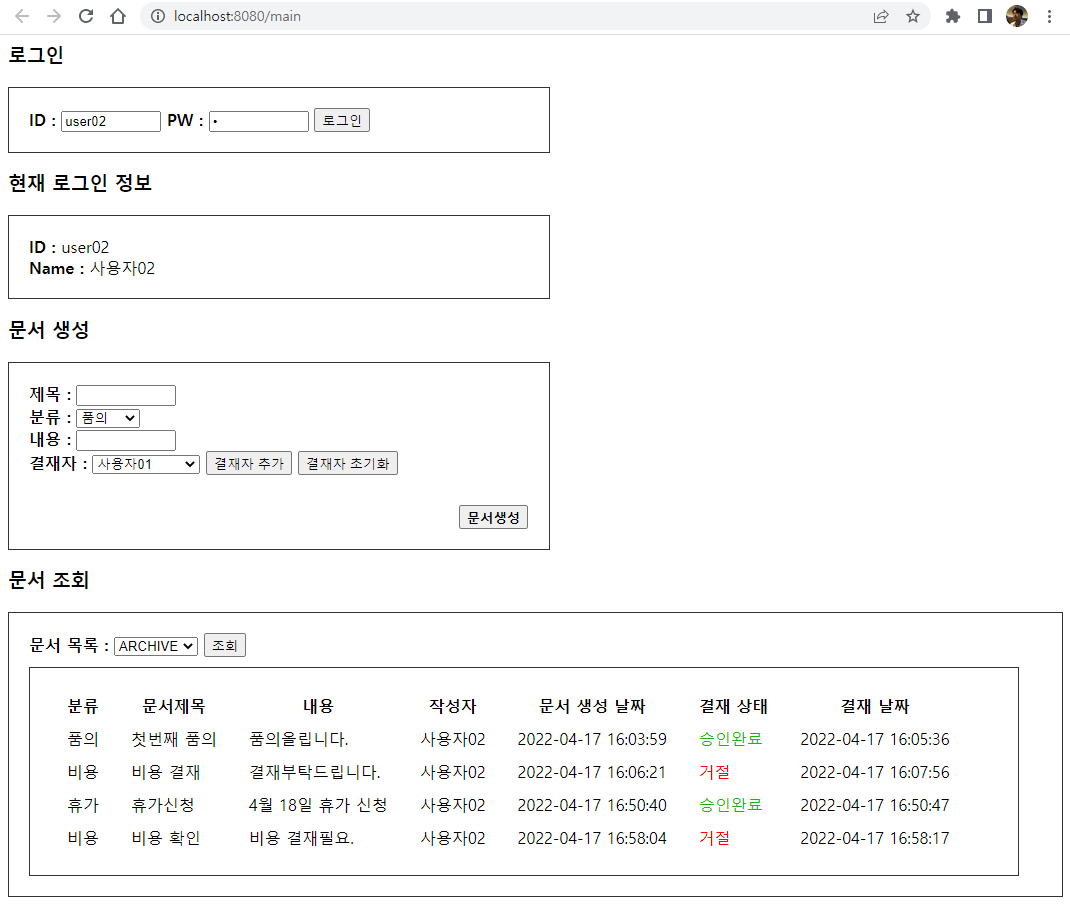 localhost:8080/main
로그인
ID : user02 PW : • 로그인
현재 로그인 정보
ID : user02
Name : 사용자02
문서 생성
제목 :
분류 : 품의
내용 :
결재자 : 사용자01 결재자 추가 결재자 초기화
문서생성
문서 조회
문서 목록 : ARCHIVE 조회
분류 문서제목 내용 작성자 문서 생성 날짜 결재 상태 결재 날짜
품의 첫번째 품의 품의올립니다. 사용자02 2022-04-17 16:03:59 승인완료 2022-04-17 16:05:36
비용 비용 결재 결재부탁드립니다. 사용자02 2022-04-17 16:06:21 거절 2022-04-17 16:07:56
휴가 휴가신청 4월 18일 휴가 신청 사용자02 2022-04-17 16:50:40 승인완료 2022-04-17 16:50:47
비용 비용 확인 비용 결재필요. 사용자02 2022-04-17 16:58:04 거절 2022-04-17 16:58:17